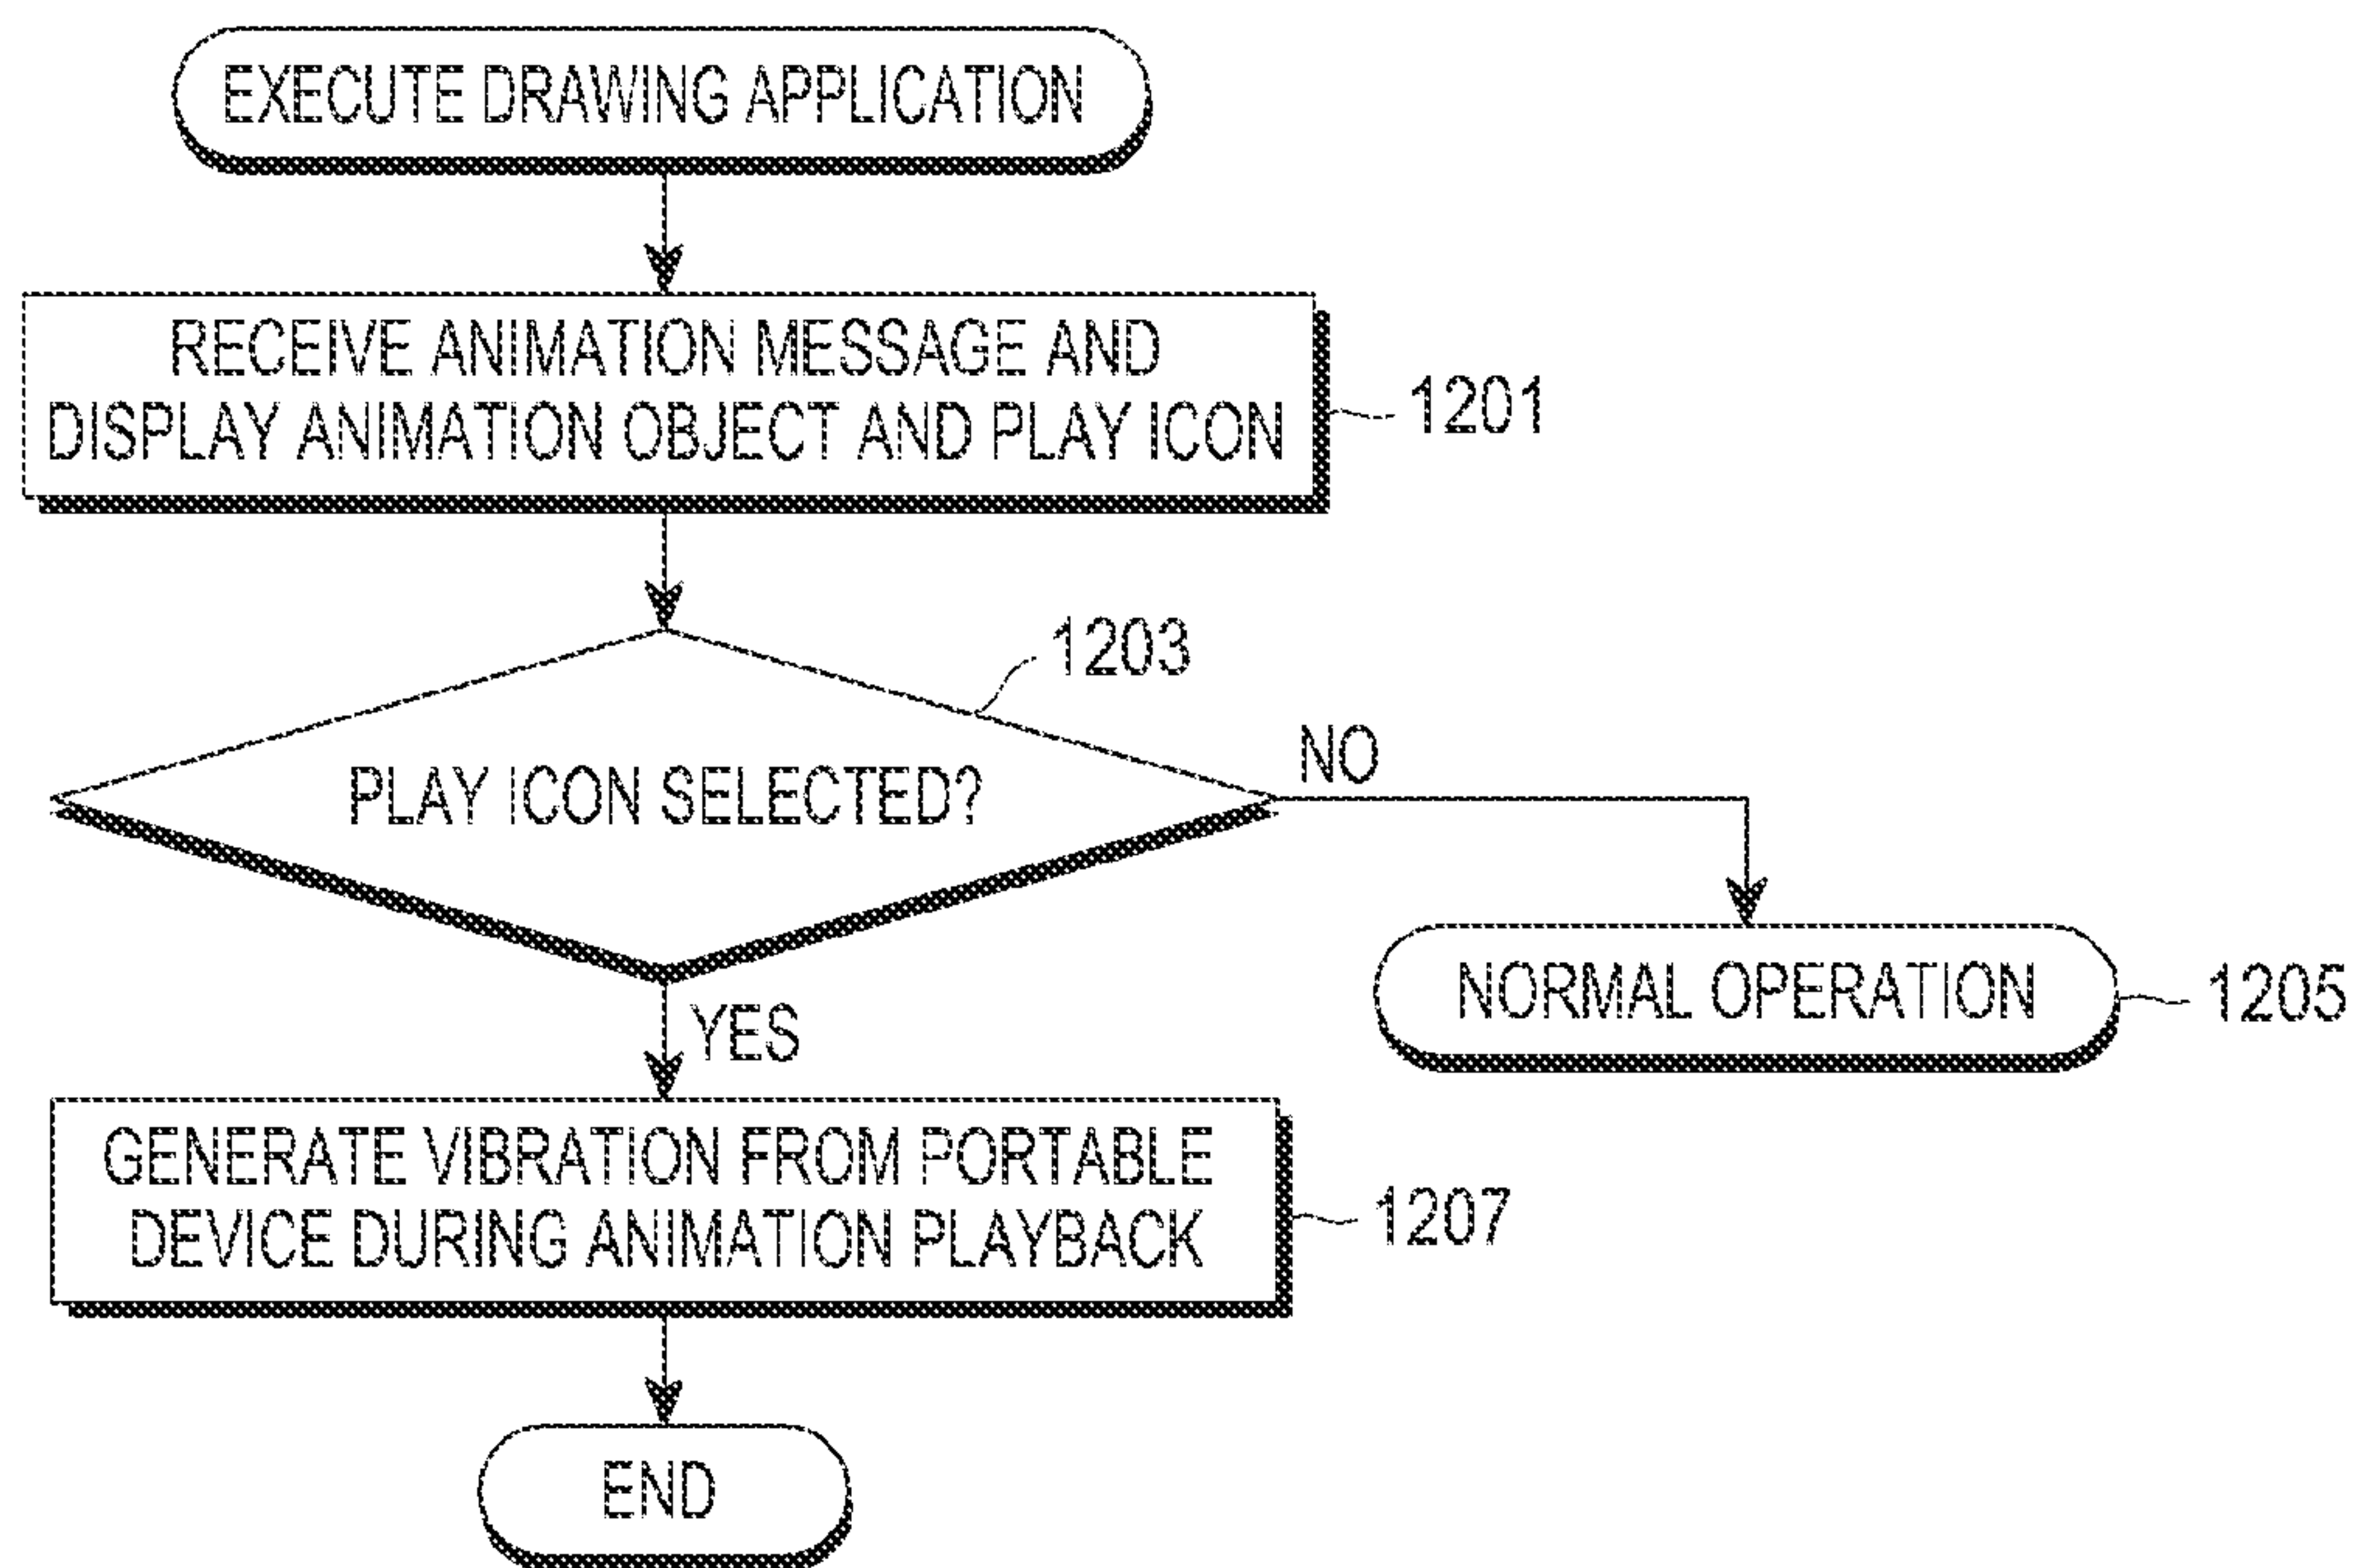 EXECUTE DRAWING APPLICATION
RECEIVE ANIMATION MESSAGE AND
DISPLAY ANIMATION OBJECT AND PLAY ICON
1201
1203
PLAY ICON SELECTED?
NO
NORMAL OPERATION
1205
YES
GENERATE VIBRATION FROM PORTABLE
DEVICE DURING ANIMATION PLAYBACK
1207
END